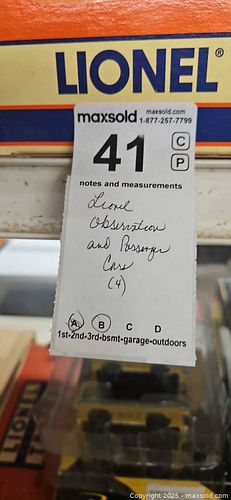 LIONEL®
maxsold maxsold.com
1-877-257-7799
41 C
P
notes and measurements
Lionel
Observation
and Passenger
Cars
(4)
A B C D
1st•2nd•3rd•bsmt•garage•outdoors
LIONEL
Copyright © 2025 - maxsold.com